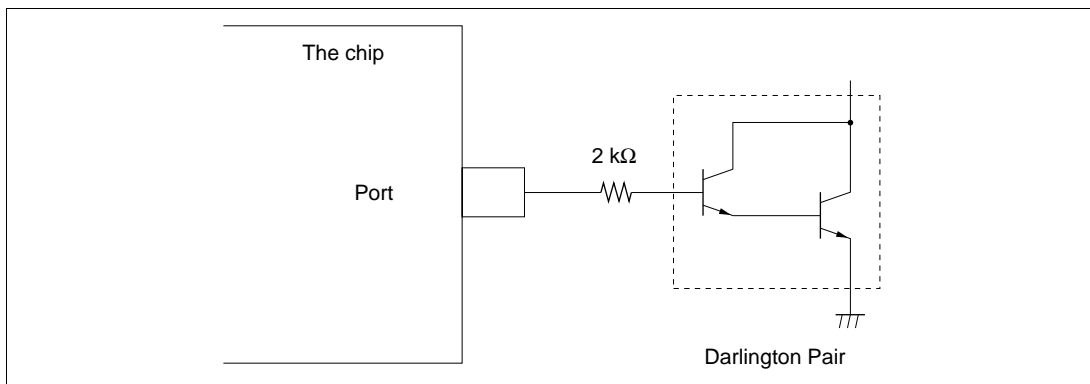 The chip
2 kΩ
Port
Darlington Pair